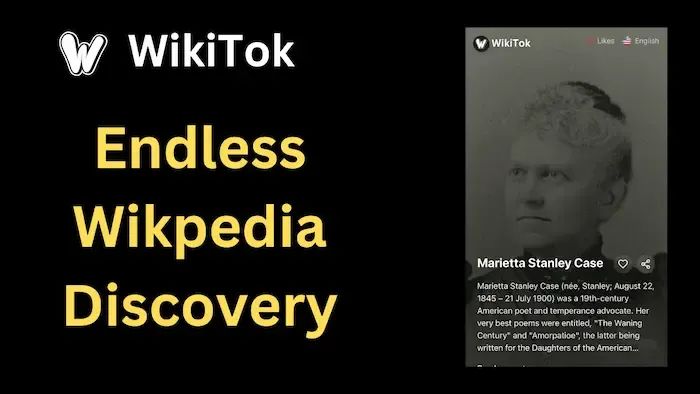 WikiTok
Endless
Wikpedia
Discovery
WikiTok
Likes
English
Marietta Stanley Case
Marietta Stanley Case (née, Stanley; August 22,
1845 – 21 July 1900) was a 19th-century
American poet and temperance advocate. Her
very best poems were entitled, "The Waning
Century" and "Amorpatioe", the latter being
written for the Daughters of the American...